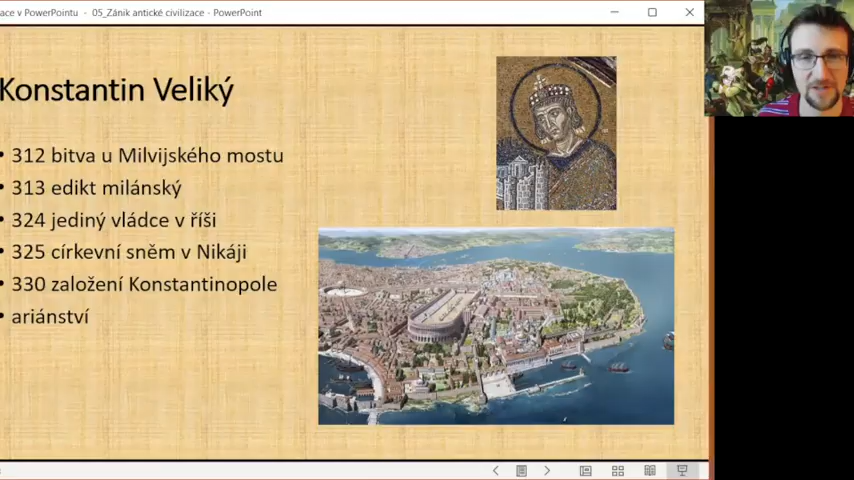 ace v PowerPointu - 05_Zánik antické civilizace - PowerPoint
Konstantin Veliký
• 312 bitva u Milvijského mostu
• 313 edikt milánský
• 324 jediný vládce v říši
• 325 církevní sněm v Nikáji
• 330 založení Konstantinopole
• ariánství